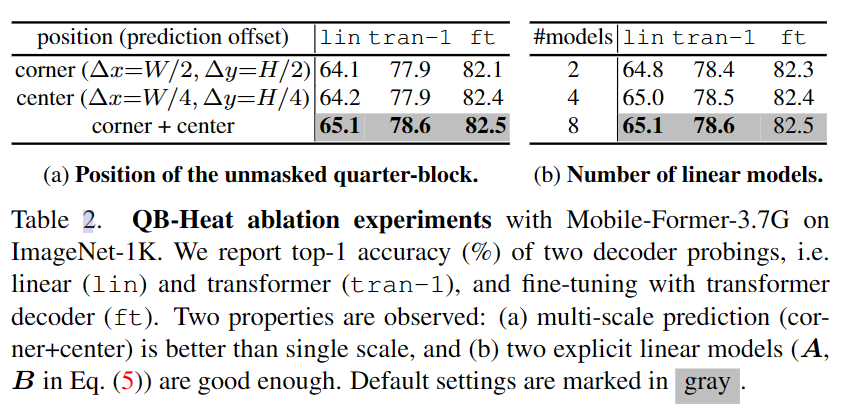 position (prediction offset) lin tran-1 ft
corner (Δx=W/2, Δy=H/2) 64.1 77.9 82.1
center (Δx=W/4, Δy=H/4) 64.2 77.9 82.4
corner + center 65.1 78.6 82.5
(a) Position of the unmasked quarter-block.
#models lin tran-1 ft
2 64.8 78.4 82.3
4 65.0 78.5 82.4
8 65.1 78.6 82.5
(b) Number of linear models.
Table 2. QB-Heat ablation experiments with Mobile-Former-3.7G on
ImageNet-1K. We report top-1 accuracy (%) of two decoder probings, i.e.
linear (lin) and transformer (tran-1), and fine-tuning with transformer
decoder (ft). Two properties are observed: (a) multi-scale prediction (cor-
ner+center) is better than single scale, and (b) two explicit linear models (A,
B in Eq. (5)) are good enough. Default settings are marked in gray .